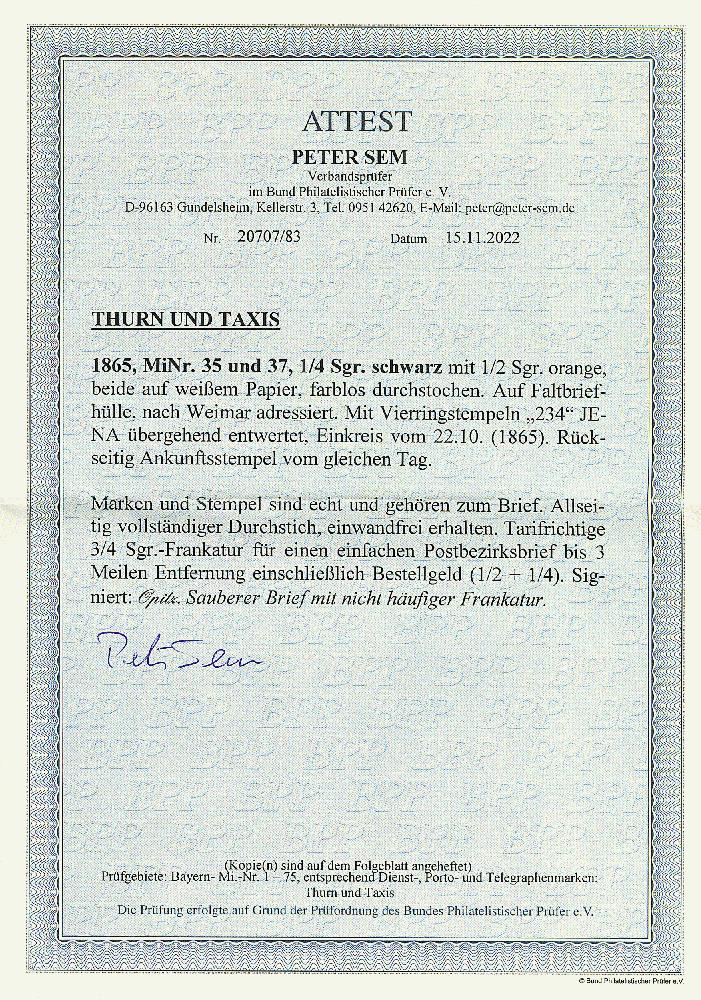 ATTEST
PETER SEM
Verbandsprüfer
im Bund Philatelistischer Prüfer e. V.
D-96163 Gundelsheim, Kellerstr. 3, Tel. 0951 42620, E-Mail: peter@peter-sem.de
Nr. 20707/83 Datum 15.11.2022
THURN UND TAXIS
1865, MiNr. 35 und 37, 1/4 Sgr. schwarz mit 1/2 Sgr. orange,
beide auf weißem Papier, farblos durchstochen. Auf Faltbrief-
hülle, nach Weimar adressiert. Mit Vierringstempeln „234“ JE-
NA übergehend entwertet, Einkreis vom 22.10. (1865). Rück-
seitig Ankunftsstempel vom gleichen Tag.
Marken und Stempel sind echt und gehören zum Brief. Allsei-
tig vollständiger Durchstich, einwandfrei erhalten. Tarifrichtige
3/4 Sgr.-Frankatur für einen einfachen Postbezirksbrief bis 3
Meilen Entfernung einschließlich Bestellgeld (1/2 + 1/4). Sig-
niert: Opitz. Sauberer Brief mit nicht häufiger Frankatur.
Peter Sem
(Kopie(n) sind auf dem Folgeblatt angeheftet)
Prüfgebiete: Bayern- Mi.-Nr. 1 – 75, entsprechend Dienst-, Porto- und Telegraphenmarken;
Thurn und Taxis
Die Prüfung erfolgte auf Grund der Prüfordnung des Bundes Philatelistischer Prüfer e.V.
© Bund Philatelistischer Prüfer e.V.